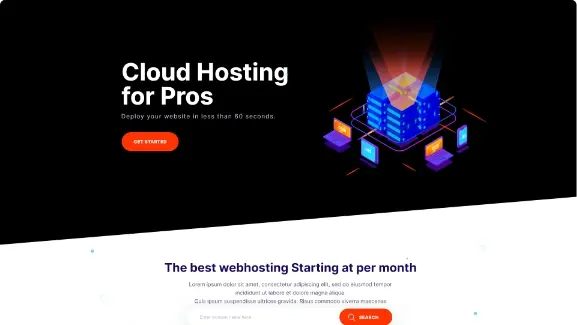 Cloud Hosting
for Pros
Deploy your website in less than 60 seconds.
GET STARTED
The best webhosting Starting at per month
Lorem ipsum dolor sit amet, consectetur adipiscing elit, sed do eiusmod tempor
incididunt ut labore et dolore magna aliqua
Quis ipsum suspendisse ultrices gravida. Risus commodo viverra maecenas
SEARCH